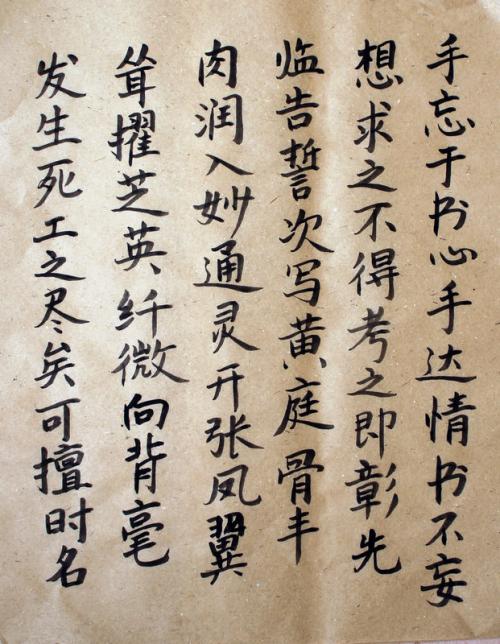 手忘于书心手达情书不妄
想求之不得考之即彰先
临告誓次写黄庭骨丰
肉润入妙通灵开张凤翼
耸擢芝英纤微向背毫
发生死工之尽矣可擅时名